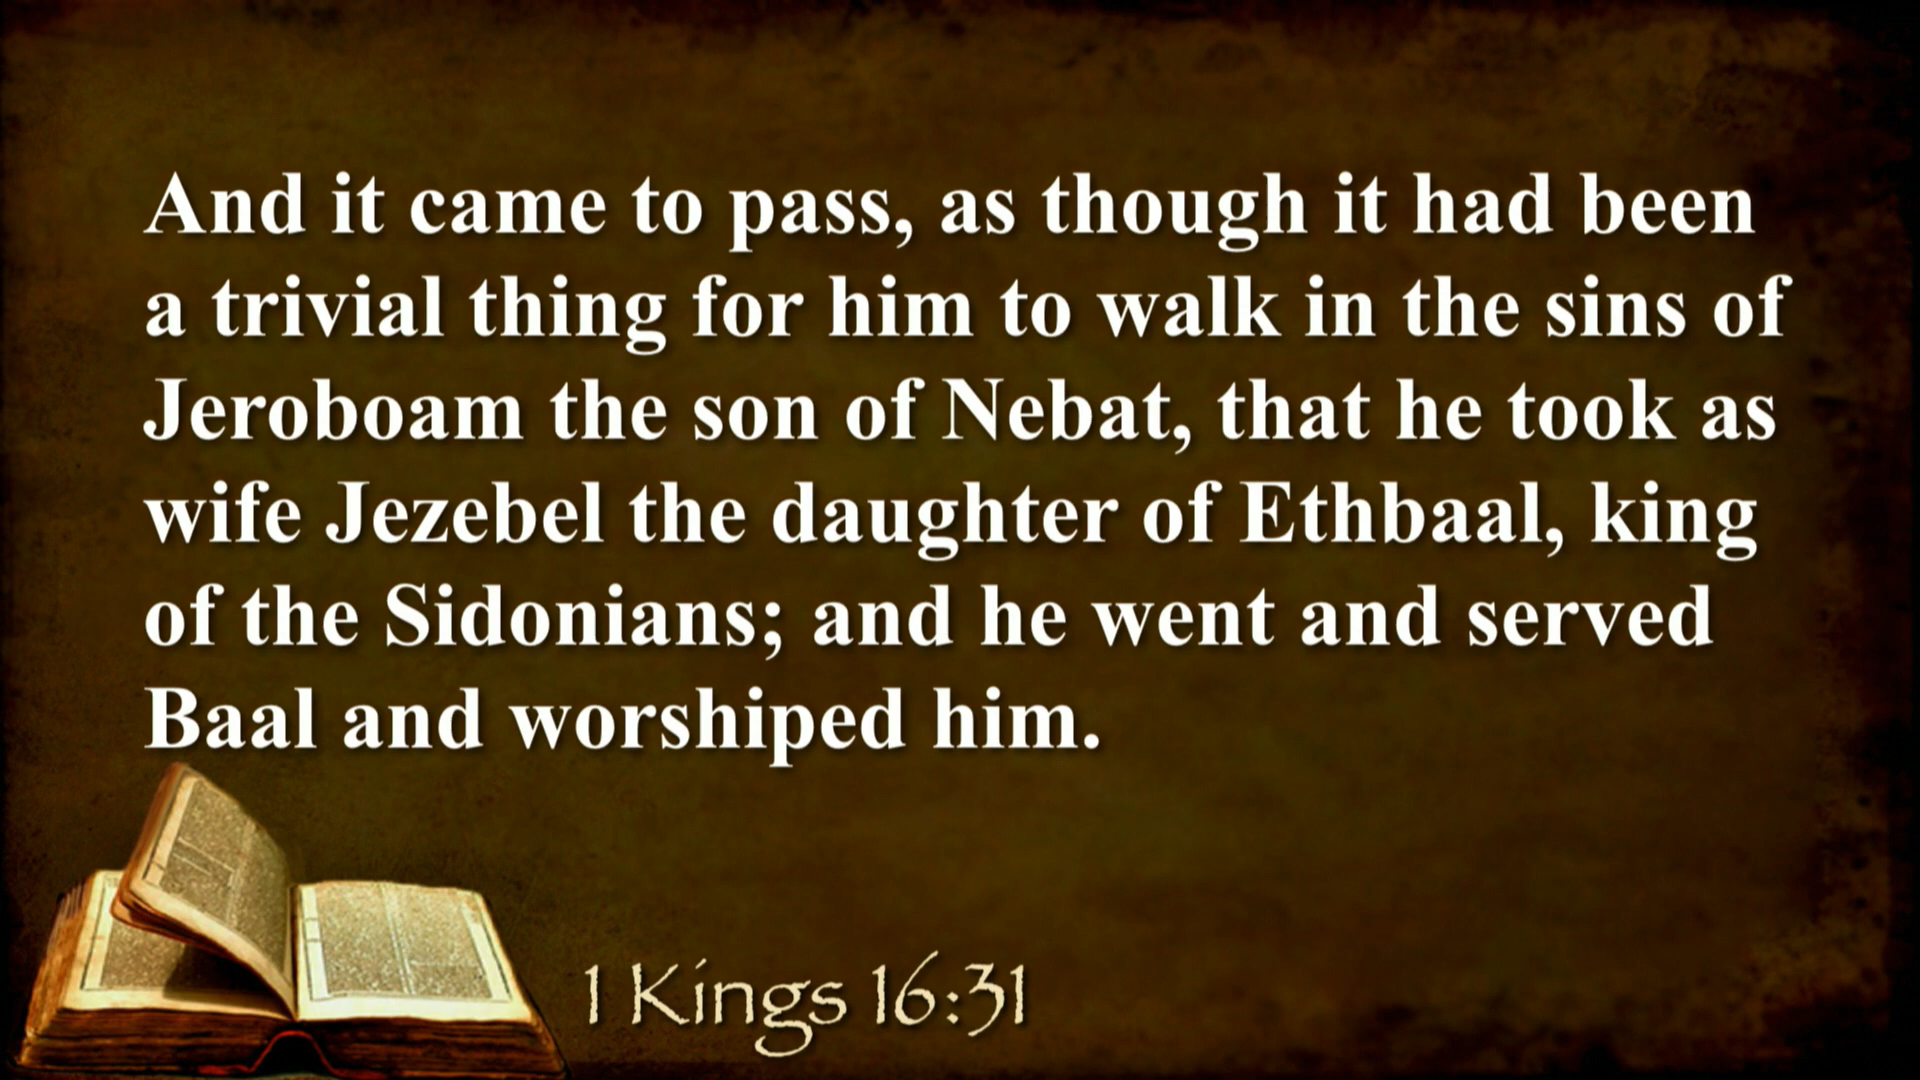 And it came to pass, as though it had been
a trivial thing for him to walk in the sins of
Jeroboam the son of Nebat, that he took as
wife Jezebel the daughter of Ethbaal, king
of the Sidonians; and he went and served
Baal and worshiped him.
1 Kings 16:31